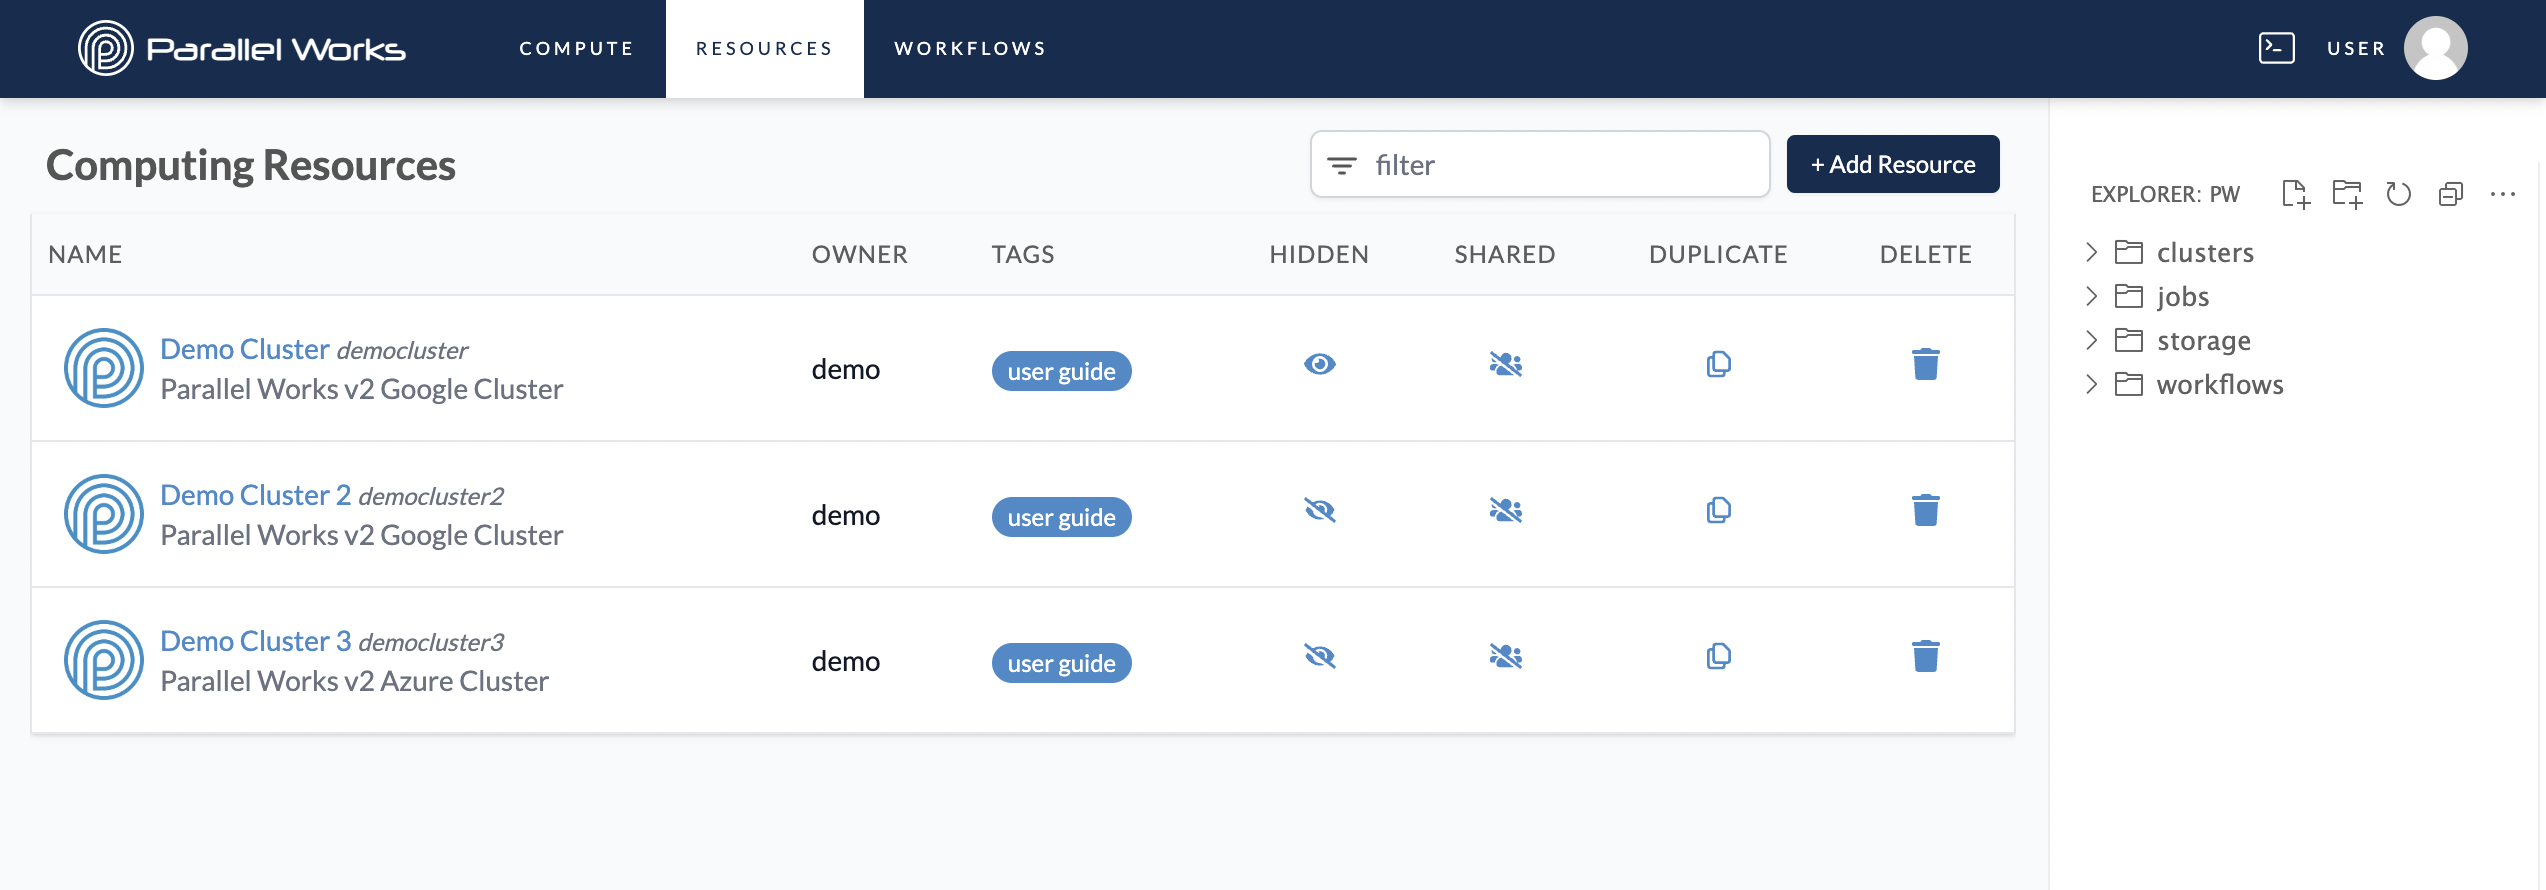 Parallel Works
COMPUTE
RESOURCES
WORKFLOWS
USER
Computing Resources
filter
+ Add Resource
NAME OWNER TAGS HIDDEN SHARED DUPLICATE DELETE
Demo Cluster democluster
Parallel Works v2 Google Cluster
demo
user guide
Demo Cluster 2 democluster2
Parallel Works v2 Google Cluster
demo
user guide
Demo Cluster 3 democluster3
Parallel Works v2 Azure Cluster
demo
user guide
EXPLORER: PW
clusters
jobs
storage
workflows